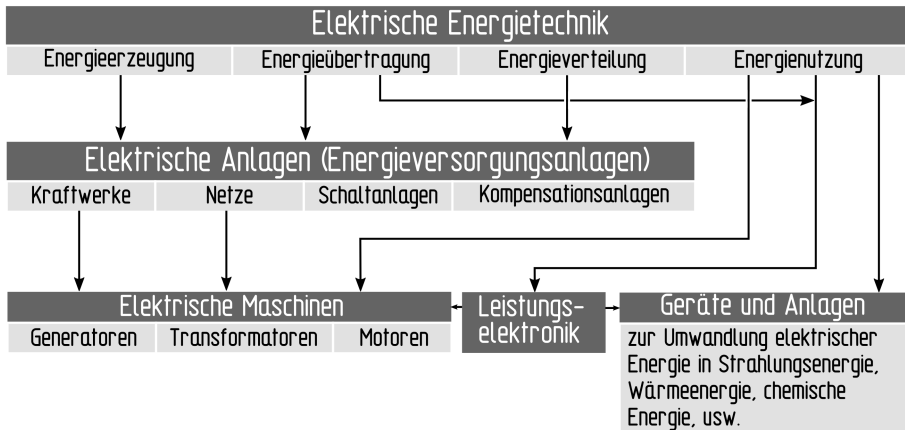 Elektrische Energietechnik
Energieerzeugung Energieübertragung Energieverteilung Energienutzung
Elektrische Anlagen (Energieversorgungsanlagen)
Kraftwerke Netze Schaltanlagen Kompensationsanlagen
Elektrische Maschinen
Generatoren Transformatoren Motoren
Leistungs-
elektronik
Geräte und Anlagen
zur Umwandlung elektrischer
Energie in Strahlungsenergie,
Wärmeenergie, chemische
Energie, usw.